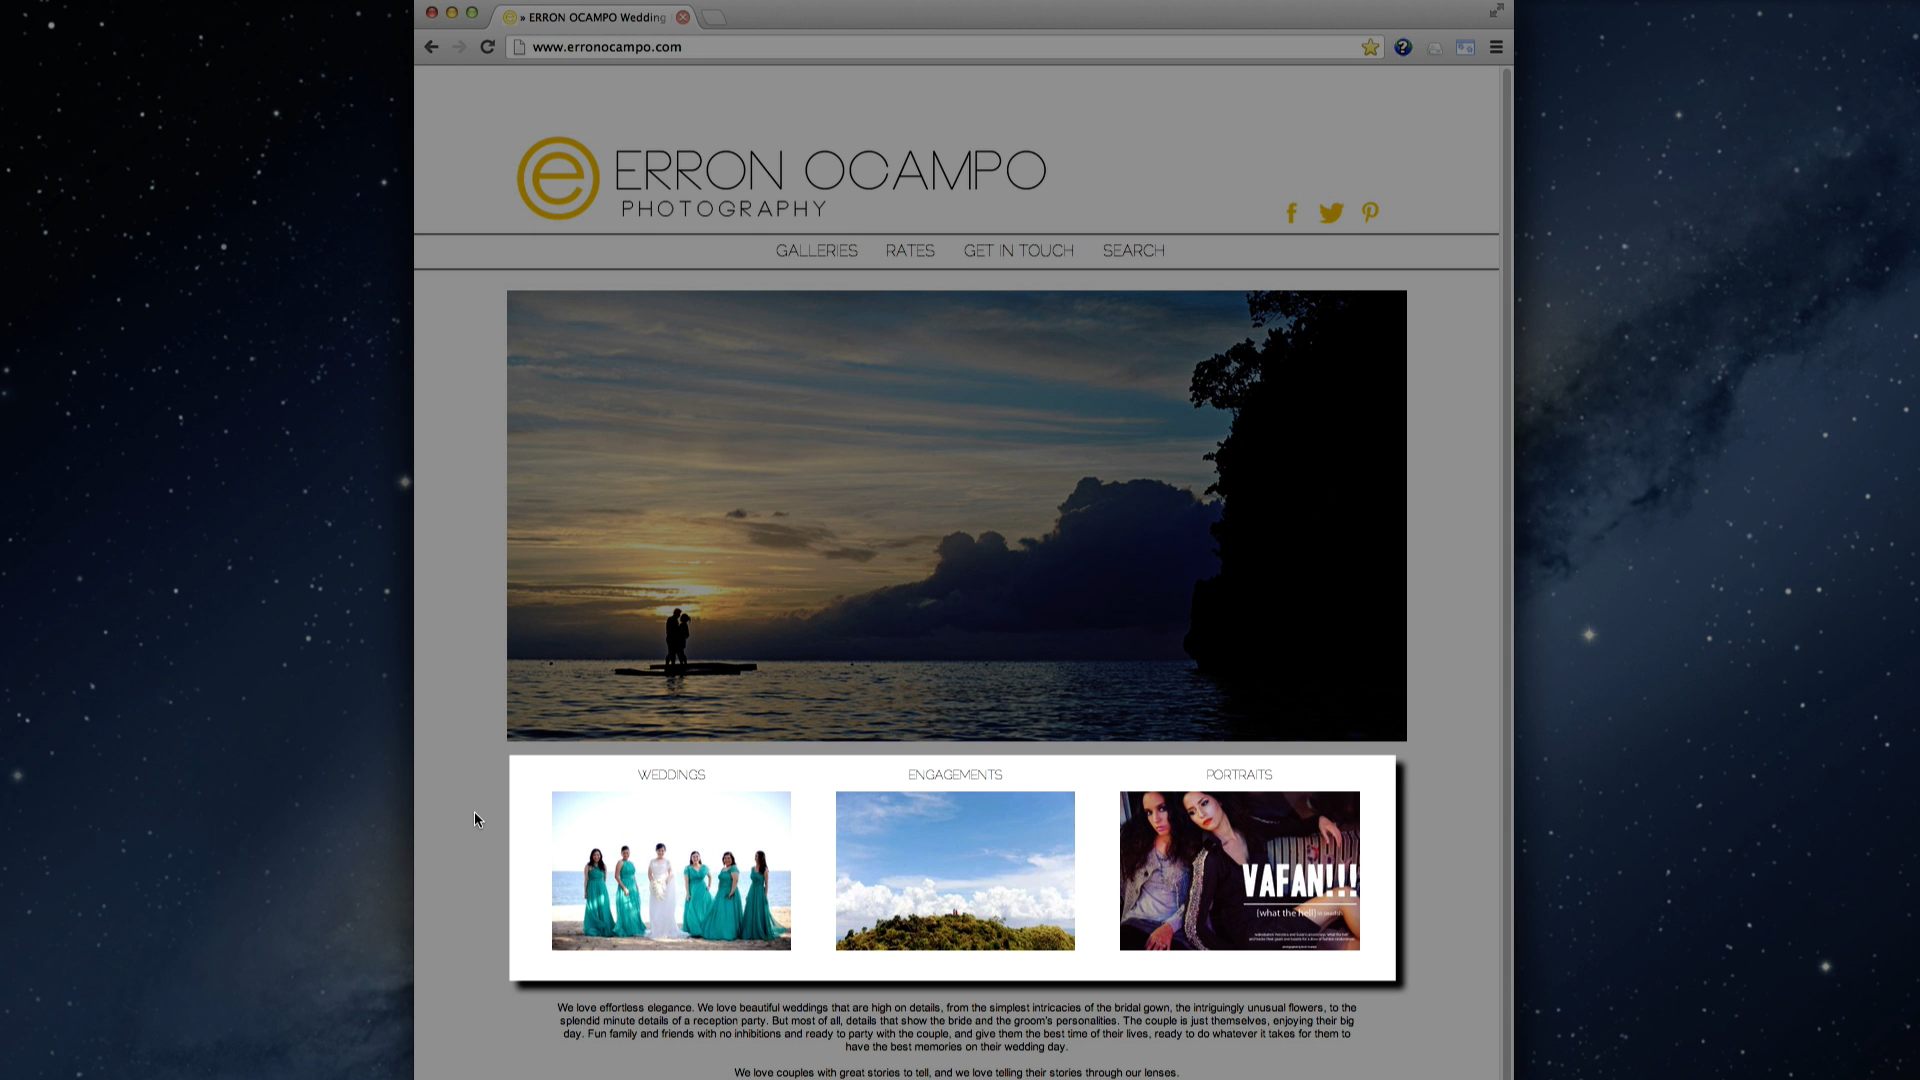 » ERRON OCAMPO Wedding
www.erronocampo.com
e ERRON OCAMPO
PHOTOGRAPHY
GALLERIES RATES GET IN TOUCH SEARCH
WEDDINGS ENGAGEMENTS PORTRAITS
VAFAN!!!
(what the hell!)
We love effortless elegance. We love beautiful weddings that are high on details, from the simplest intricacies of the bridal gown, the intriguingly unusual flowers, to the
splendid minute details of a reception party. But most of all, details that show the bride and the groom's personalities. The couple is just themselves, enjoying their big
day. Fun family and friends with no inhibitions and ready to party with the couple, and give them the best time of their lives, ready to do whatever it takes for them to
have the best memories on their wedding day.
We love couples with great stories to tell, and we love telling their stories through our lenses.